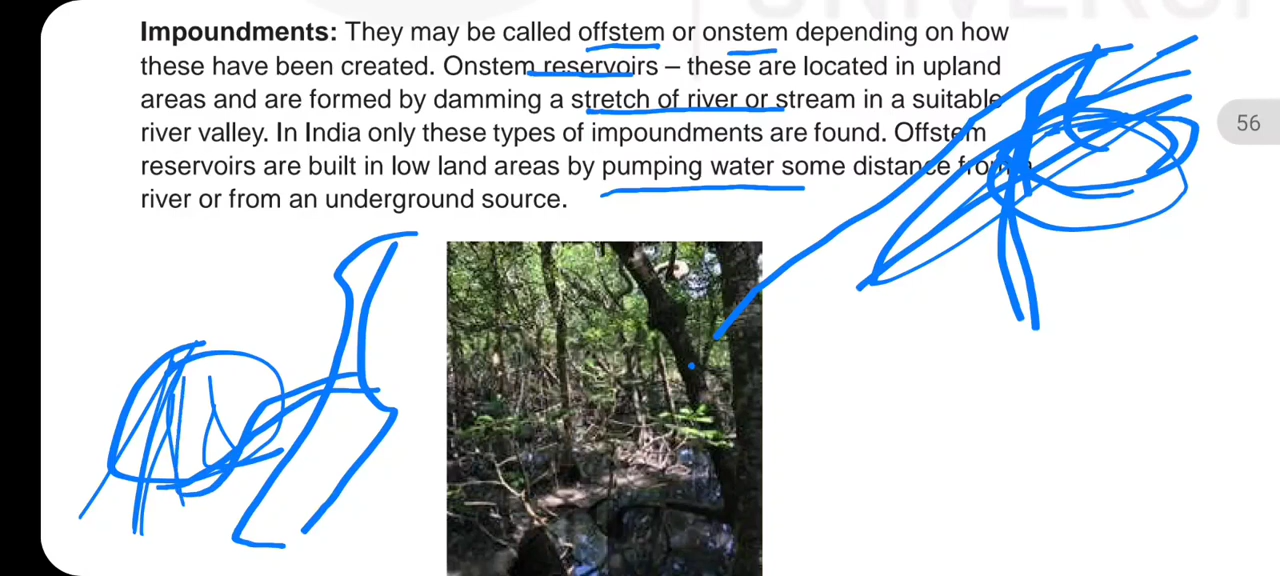 UNIVERSI
Impoundments: They may be called offstem or onstem depending on how
these have been created. Onstem reservoirs – these are located in upland
areas and are formed by damming a stretch of river or stream in a suitable
56
river valley. In India only these types of impoundments are found. Offstem
reservoirs are built in low land areas by pumping water some distance from a
river or from an underground source.